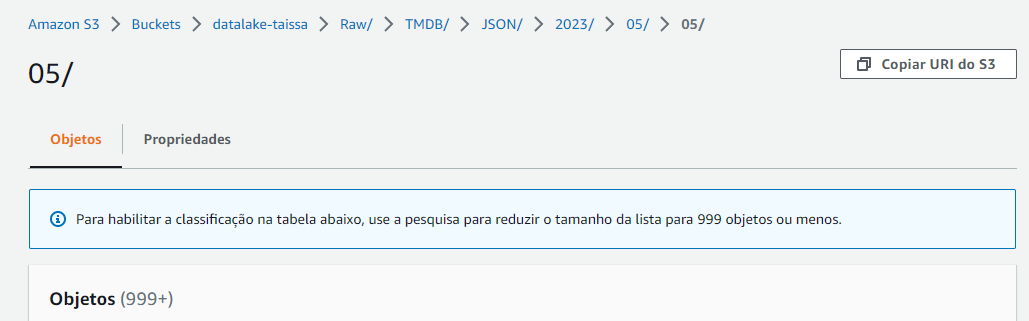 Amazon S3 > Buckets > datalake-taissa > Raw/ > TMDB/ > JSON/ > 2023/ > 05/ > 05/
05/
Copiar URI do S3
Objetos
Propriedades
Para habilitar a classificação na tabela abaixo, use a pesquisa para reduzir o tamanho da lista para 999 objetos ou menos.
Objetos (999+)